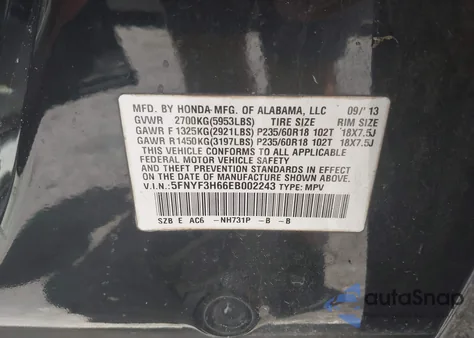 MFD. BY HONDA MFG. OF ALABAMA, LLC 09/'13
GVWR 2700KG(5953LBS) TIRE SIZE RIM SIZE
GAWR F 1325KG(2921LBS) P235/60R18 102T 18X7.5J
GAWR R1450KG(3197LBS) P235/60R18 102T 18X7.5J
THIS VEHICLE CONFORMS TO ALL APPLICABLE
FEDERAL MOTOR VEHICLE SAFETY
AND THEFT PREVENTION STANDARDS IN EFFECT
ON THE DATE OF MANUFACTURE SHOWN ABOVE.
V.I.N.: 5FNYF3H66EB002243 TYPE: MPV
SZB E AC6 -NH731P -B -B
autoSnap